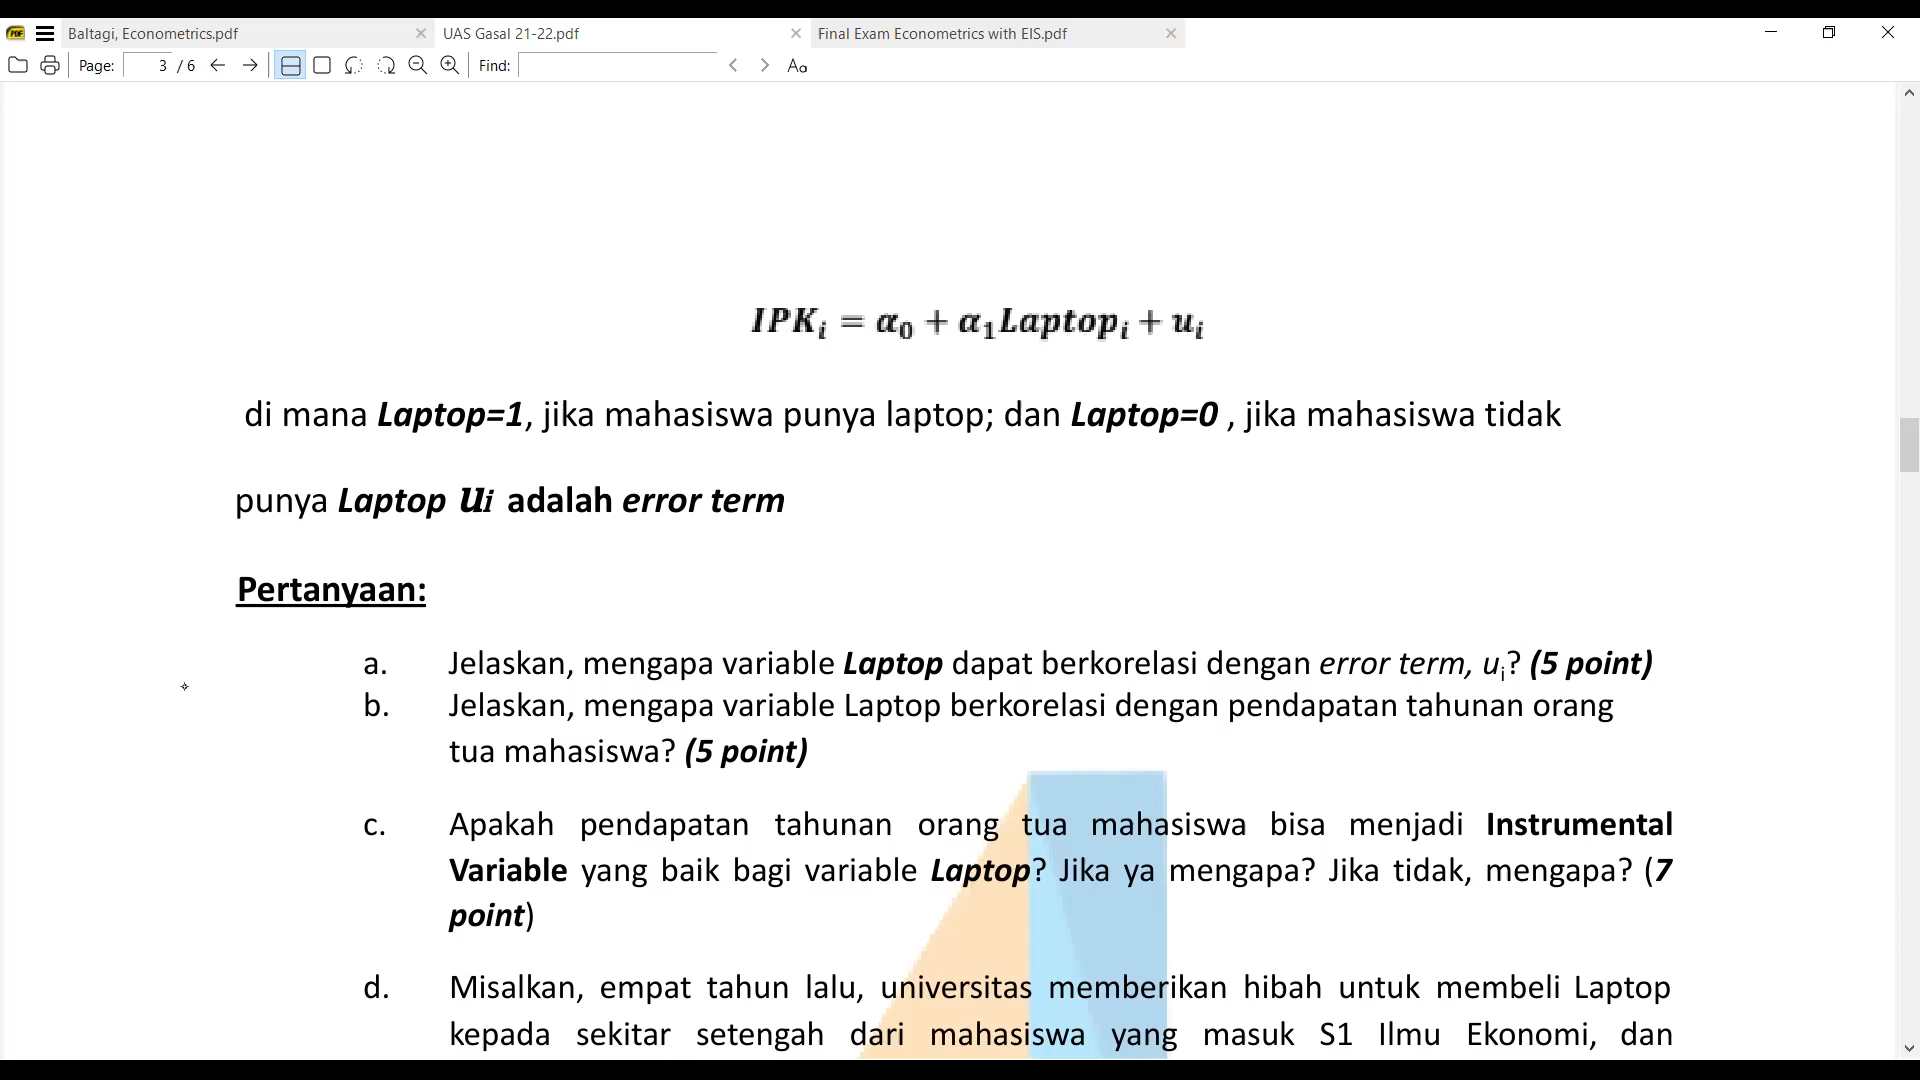 Baltagi, Econometrics.pdf
UAS Gasal 21-22.pdf
Final Exam Econometrics with EIS.pdf
PDF
Page: 3 / 6
Find:
Aa
IPKᵢ = α₀ + α₁Laptopᵢ + uᵢ
di mana Laptop=1, jika mahasiswa punya laptop; dan Laptop=0 , jika mahasiswa tidak
punya Laptop uᵢ adalah error term
Pertanyaan:
a. Jelaskan, mengapa variable Laptop dapat berkorelasi dengan error term, uᵢ? (5 point)
b. Jelaskan, mengapa variable Laptop berkorelasi dengan pendapatan tahunan orang
tua mahasiswa? (5 point)
c. Apakah pendapatan tahunan orang tua mahasiswa bisa menjadi Instrumental
Variable yang baik bagi variable Laptop? Jika ya mengapa? Jika tidak, mengapa? (7
point)
d. Misalkan, empat tahun lalu, universitas memberikan hibah untuk membeli Laptop
kepada sekitar setengah dari mahasiswa yang masuk S1 Ilmu Ekonomi, dan